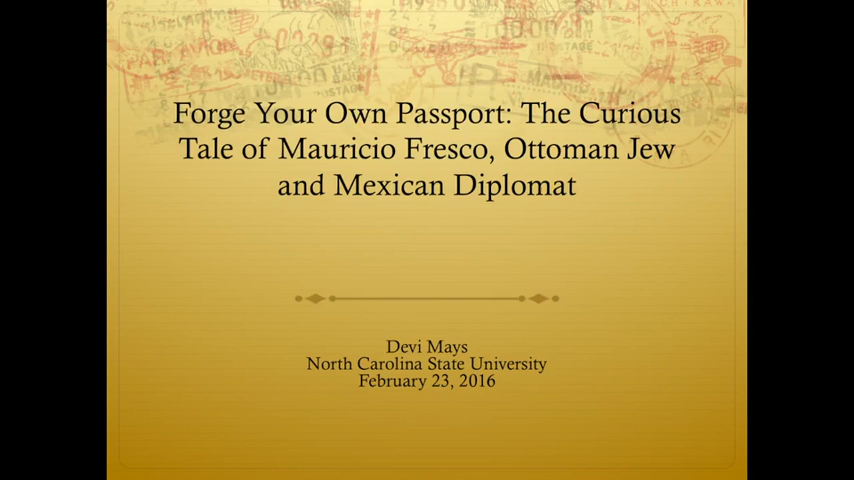 Forge Your Own Passport: The Curious
Tale of Mauricio Fresco, Ottoman Jew
and Mexican Diplomat
Devi Mays
North Carolina State University
February 23, 2016